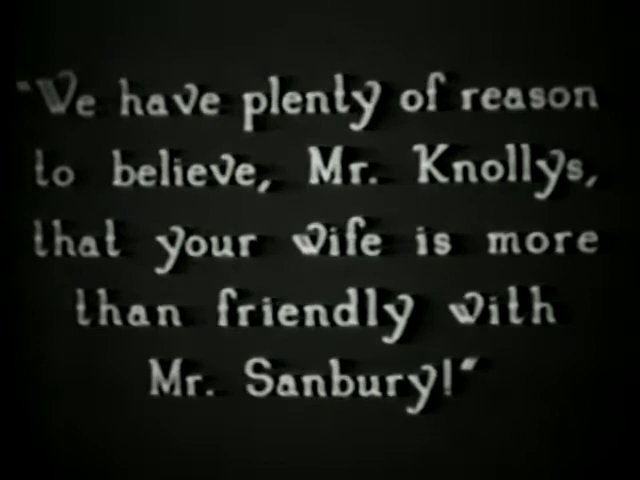 "We have plenty of reason
to believe, Mr. Knollys,
that your wife is more
than friendly with
Mr. Sanbury!"